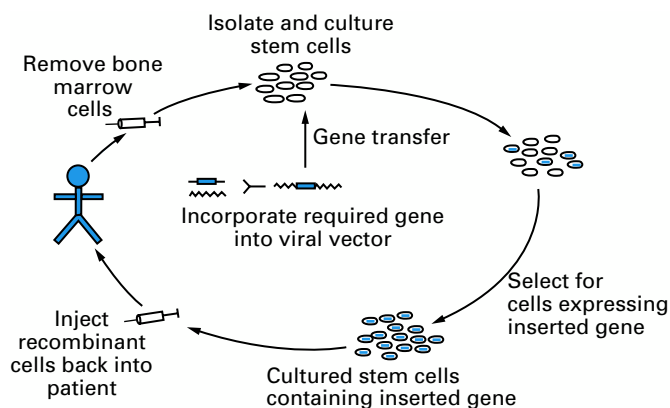 Isolate and culture
stem cells
Remove bone
marrow
cells
Gene transfer
Incorporate required gene
into viral vector
Select for
cells expressing
inserted gene
Inject
recombinant
cells back into
patient
Cultured stem cells
containing inserted gene